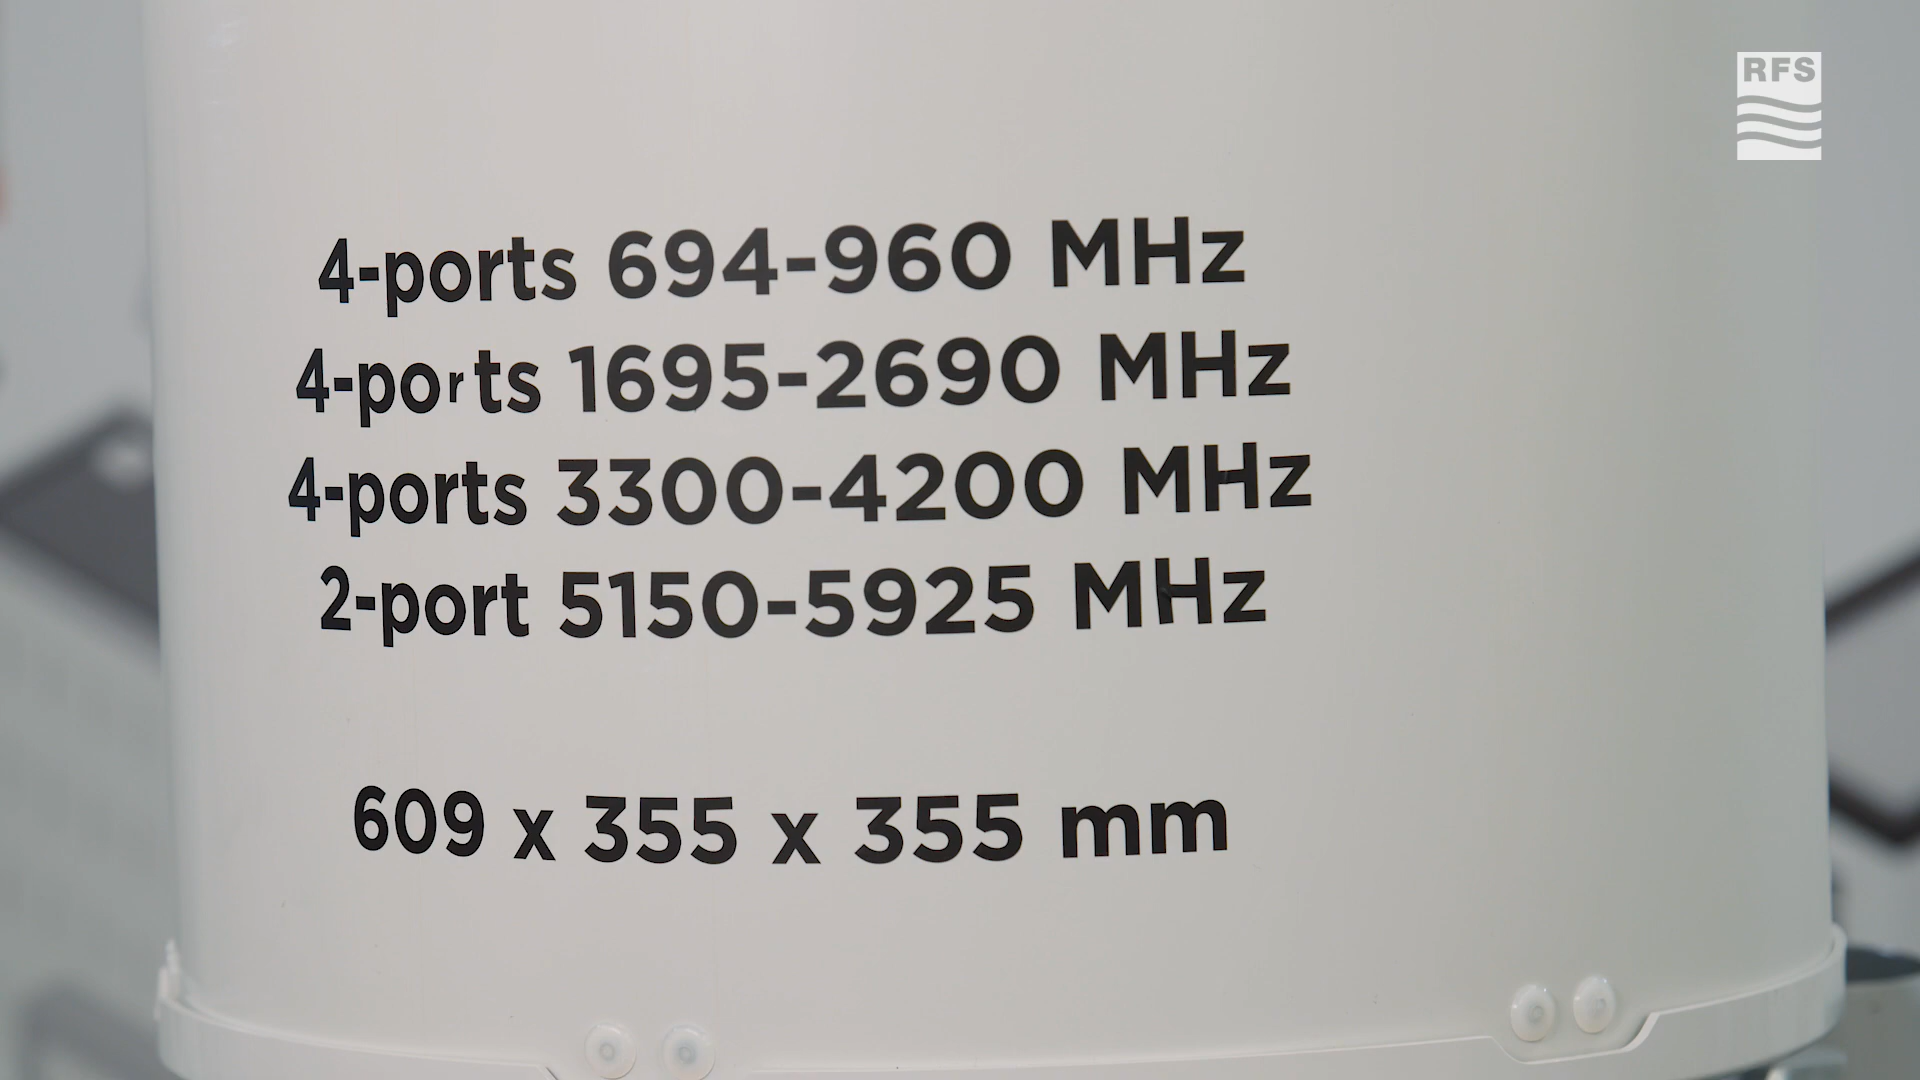 RFS
4-ports 694-960 MHz
4-ports 1695-2690 MHz
4-ports 3300-4200 MHz
2-port 5150-5925 MHz
609 x 355 x 355 mm